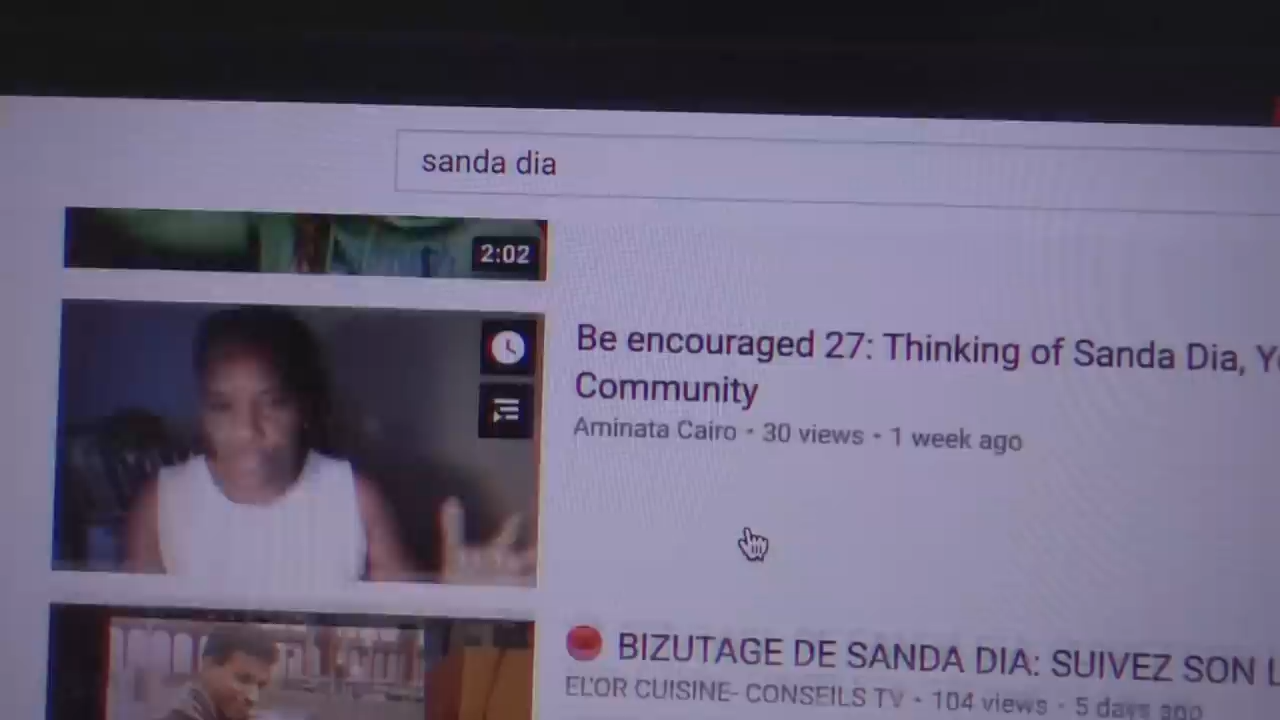 sanda dia
2:02
Be encouraged 27: Thinking of Sanda Dia,
Community
Aminata Cairo • 30 views • 1 week ago
BIZUTAGE DE SANDA DIA: SUIVEZ SON
EL'OR CUISINE- CONSEILS TV • 104 views • 5 days ago